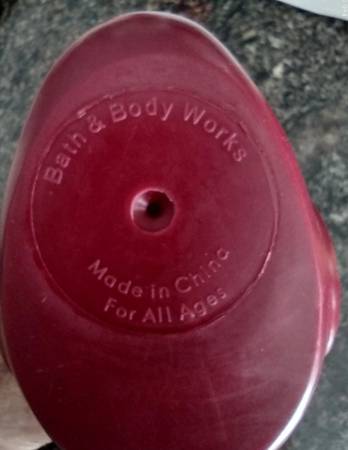 Bath & Body Works
Made in China
For All Ages